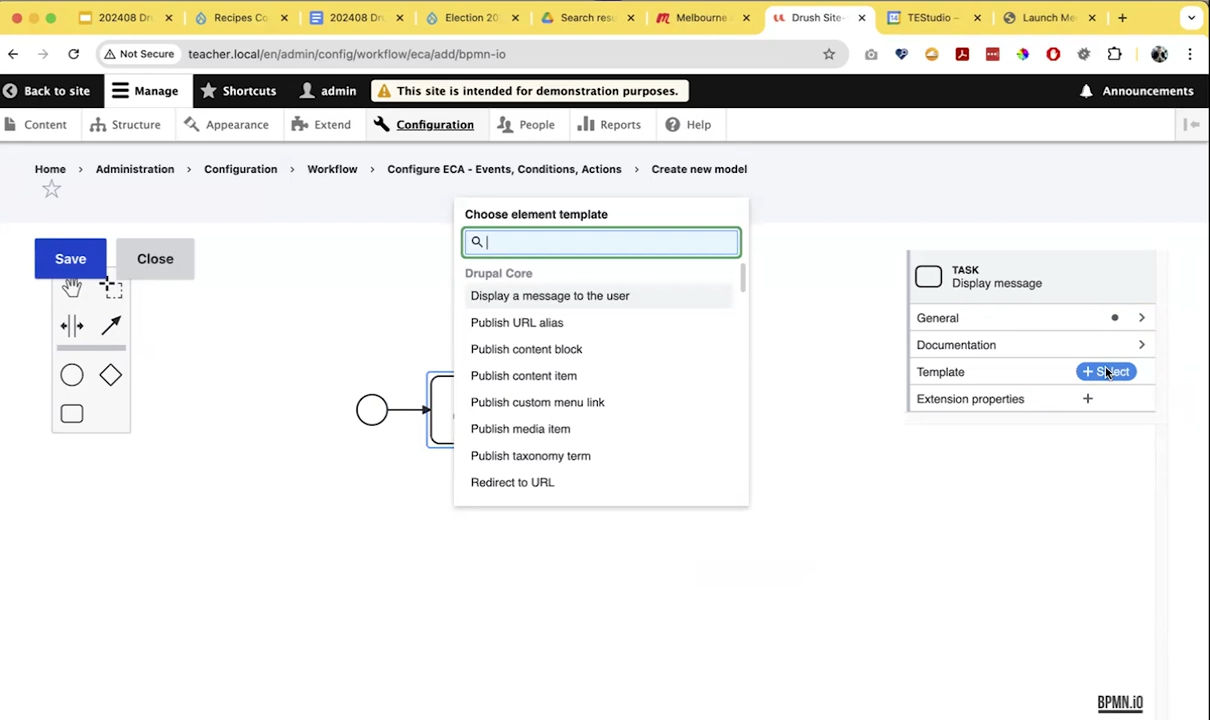 202408 Dr
Recipes Co
202408 Dr
Election 20
Search resu
Melbourne
Drush Site-
TEStudio –
Launch Me
Not Secure
teacher.local/en/admin/config/workflow/eca/add/bpmn-io
Back to site
Manage
Shortcuts
admin
This site is intended for demonstration purposes.
Announcements
Content
Structure
Appearance
Extend
Configuration
People
Reports
Help
Home › Administration › Configuration › Workflow › Configure ECA - Events, Conditions, Actions › Create new model
Save
Close
Choose element template
Drupal Core
Display a message to the user
Publish URL alias
Publish content block
Publish content item
Publish custom menu link
Publish media item
Publish taxonomy term
Redirect to URL
TASK
Display message
General
Documentation
Template
+ Select
Extension properties
BPMN.iO